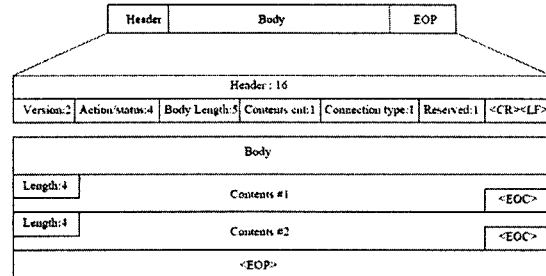 Header Body EOP
Header : 16
Version:2 Action/status:4 Body Length:5 Contents cnt:1 Connection type:1 Reserved:1 <CR><LF>
Body
Length:4 Contents #1 <EOC>
Length:4 Contents #2 <EOC>
<EOP>